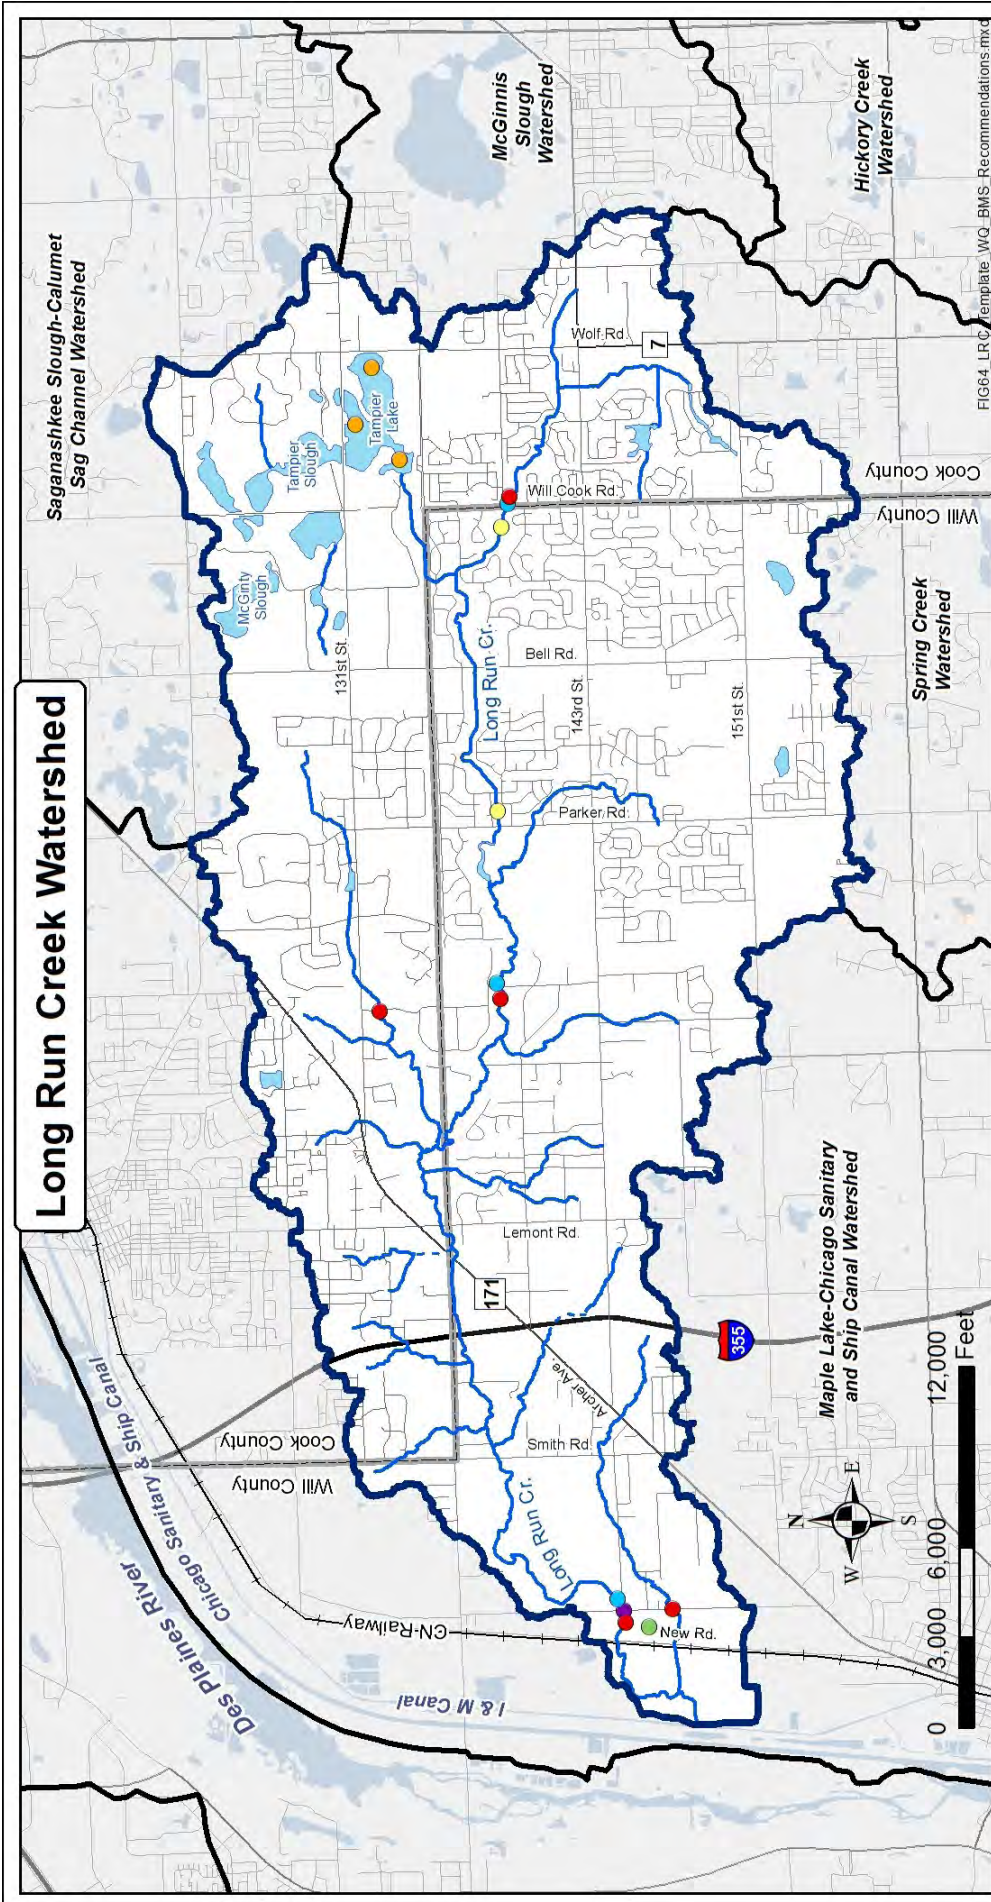 Long Run Creek Watershed
Saganashkee Slough-Calumet
Sag Channel Watershed
McGinnis
Slough
Watershed
Hickory Creek
Watershed
Spring Creek
Watershed
Maple Lake-Chicago Sanitary
and Ship Canal Watershed
Des Plaines River
Chicago Sanitary & Ship Canal
I & M Canal
CN-Railway
Will County
Cook County
Will County
Cook County
McGinty
Slough
Tampier
Slough
Tampier
Lake
131st St.
143rd St.
151st St.
Wolf Rd.
7
Will Cook Rd.
Bell Rd.
Parker Rd.
Lemont Rd.
171
355
Archer Ave.
Smith Rd.
New Rd.
Long Run Cr.
Long Run Cr.
N
W
E
S
0 3,000 6,000 12,000
Feet
FIG64_LRC_Template_WQ_BMS_Recommendations.mxd